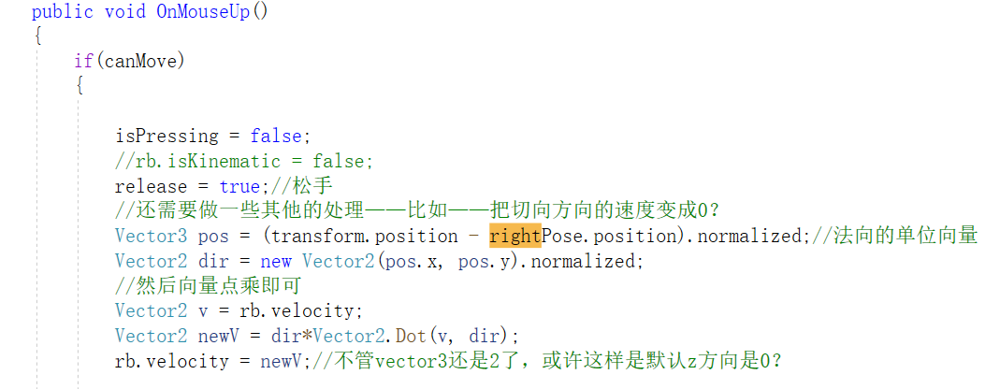 public void OnMouseUp()
{
if(canMove)
{
isPressing = false;
//rb.isKinematic = false;
release = true;//松手
//还需要做一些其他的处理——比如——把切向方向的速度变成0？
Vector3 pos = (transform.position - rightPose.position).normalized;//法向的单位向量
Vector2 dir = new Vector2(pos.x, pos.y).normalized;
//然后向量点乘即可
Vector2 v = rb.velocity;
Vector2 newV = dir*Vector2.Dot(v, dir);
rb.velocity = newV;//不管vector3还是2了，或许这样是默认z方向是0？